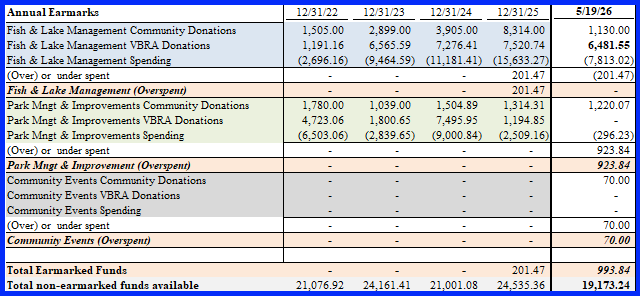 Annual Earmarks 12/31/22 12/31/23 12/31/24 12/31/25 5/19/26
Fish & Lake Management Community Donations 1,505.00 2,899.00 3,905.00 8,314.00 1,130.00
Fish & Lake Management VBRA Donations 1,191.16 6,565.59 7,276.41 7,520.74 6,481.55
Fish & Lake Management Spending (2,696.16) (9,464.59) (11,181.41) (15,633.27) (7,813.02)
(Over) or under spent - - - 201.47 (201.47)
Fish & Lake Management (Overspent) - - - 201.47 -
Park Mngt & Improvements Community Donations 1,780.00 1,039.00 1,504.89 1,314.31 1,220.07
Park Mngt & Improvements VBRA Donations 4,723.06 1,800.65 7,495.95 1,194.85 -
Park Mngt & Improvements Spending (6,503.06) (2,839.65) (9,000.84) (2,509.16) (296.23)
(Over) or under spent - - - - 923.84
Park Mngt & Improvement (Overspent) - - - - 923.84
Community Events Community Donations - - - - 70.00
Community Events VBRA Donations - - - - -
Community Events Spending - - - - -
(Over) or under spent - - - - 70.00
Community Events (Overspent) - - - - 70.00
Total Earmarked Funds - - - 201.47 993.84
Total non-earmarked funds available 21,076.92 24,161.41 21,001.08 24,535.36 19,173.24